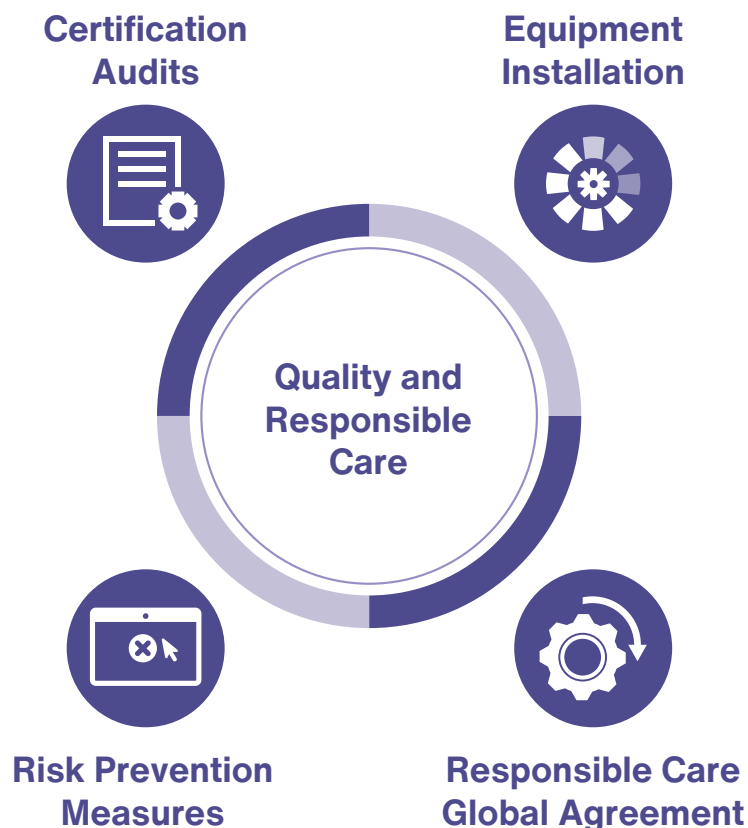 Certification
Audits
Equipment
Installation
Quality and
Responsible
Care
Risk Prevention
Measures
Responsible Care
Global Agreement